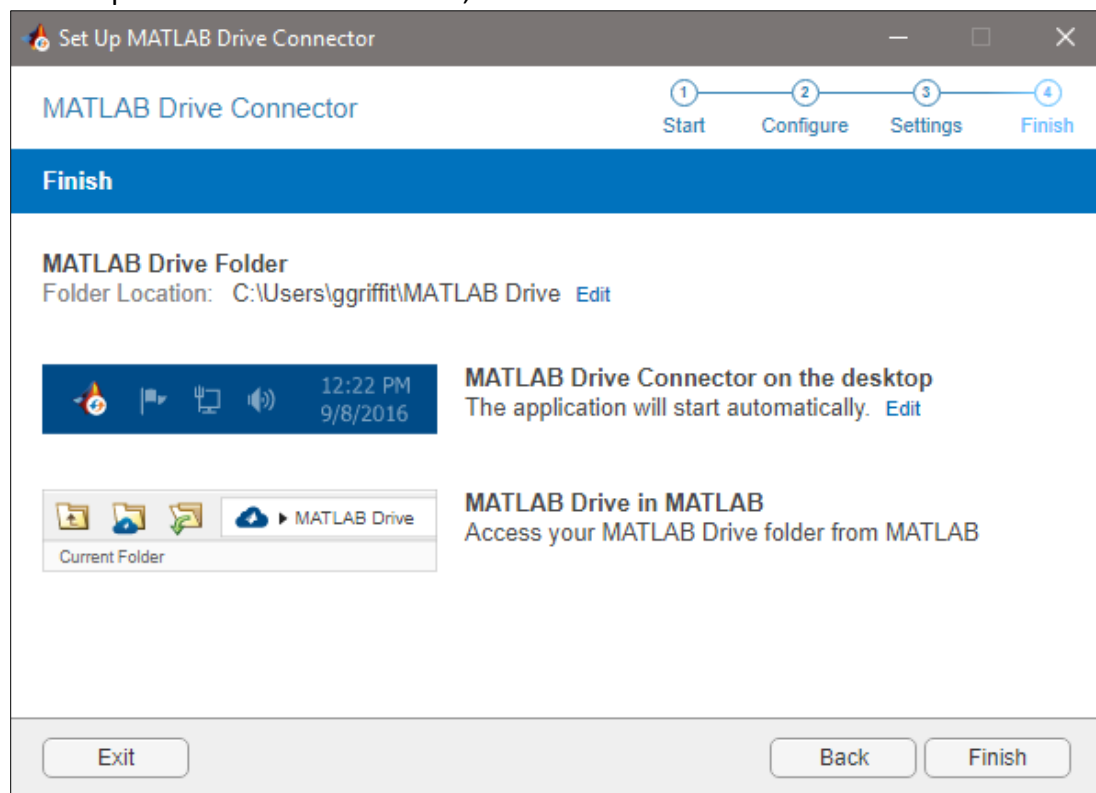 Set Up MATLAB Drive Connector
MATLAB Drive Connector
1 2 3 4
Start Configure Settings Finish
Finish
MATLAB Drive Folder
Folder Location: C:\Users\ggriffit\MATLAB Drive Edit
12:22 PM
9/8/2016
MATLAB Drive Connector on the desktop
The application will start automatically. Edit
MATLAB Drive
Current Folder
MATLAB Drive in MATLAB
Access your MATLAB Drive folder from MATLAB
Exit Back Finish